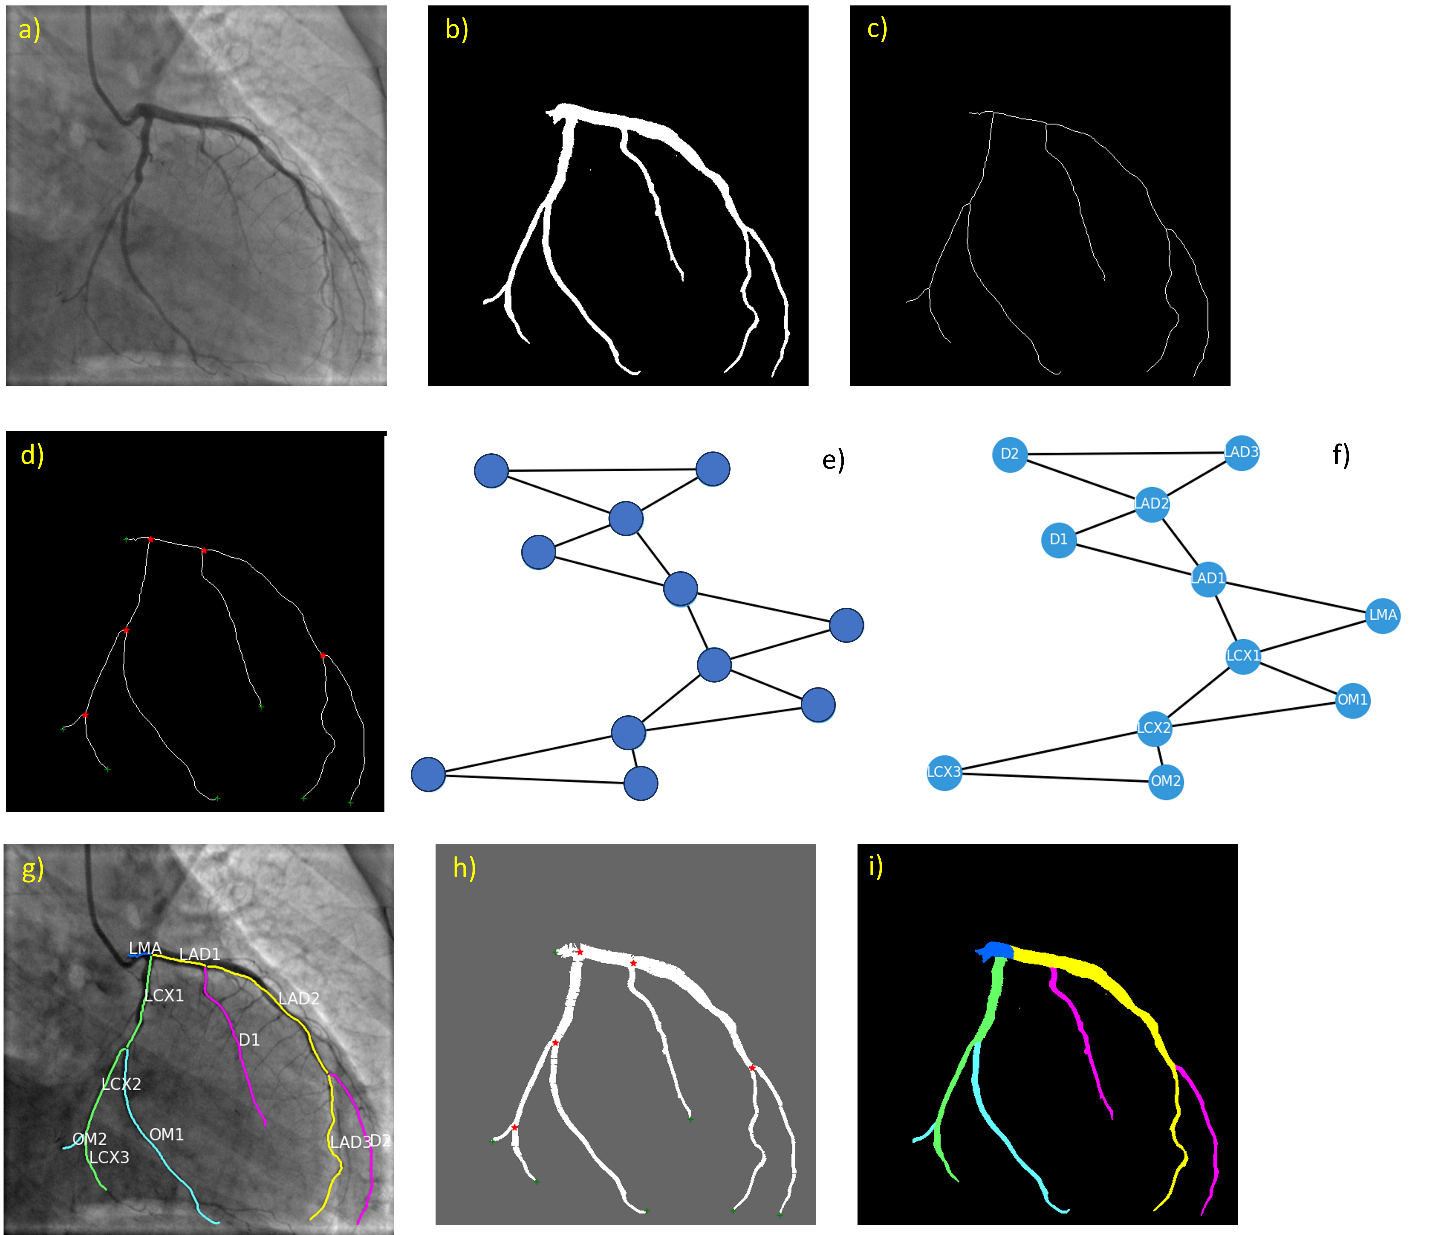 a)
b)
c)
d)
e)
f)
D2
LAD3
LAD2
D1
LAD1
LMA
LCX1
OM1
LCX2
LCX3
OM2
g)
LMA
LAD1
LCX1
LAD2
D1
LCX2
OM2
OM1
LCX3
LAD3
D2
h)
i)